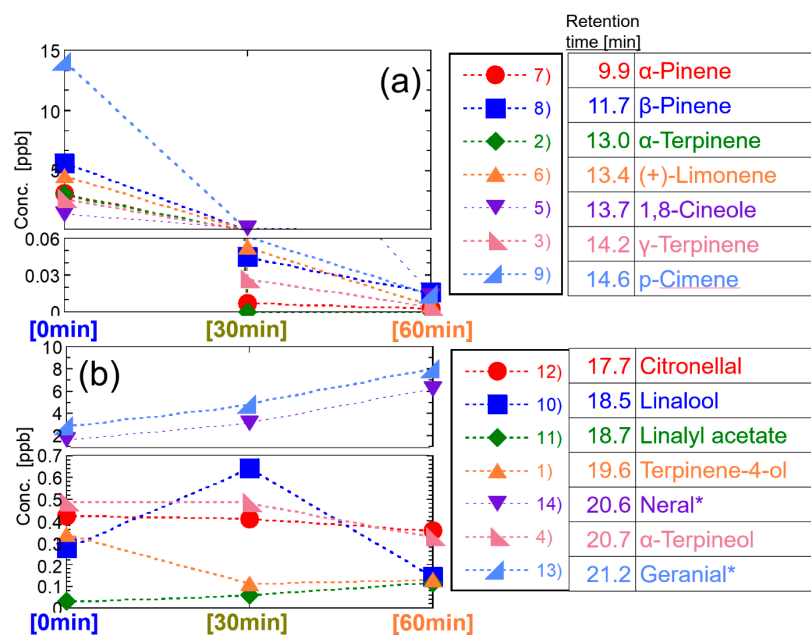 Retention
time [min]
15
10
5
Conc. [ppb]
(a)
0.06
0.03
0
[0min] [30min] [60min]
7) 9.9 α-Pinene
8) 11.7 β-Pinene
2) 13.0 α-Terpinene
6) 13.4 (+)-Limonene
5) 13.7 1,8-Cineole
3) 14.2 γ-Terpinene
9) 14.6 p-Cimene
10
8
6
4
2
(b)
Conc. [ppb]
0.7
0.6
0.5
0.4
0.3
0.2
0.1
0
[0min] [30min] [60min]
12) 17.7 Citronellal
10) 18.5 Linalool
11) 18.7 Linalyl acetate
1) 19.6 Terpinene-4-ol
14) 20.6 Neral*
4) 20.7 α-Terpineol
13) 21.2 Geranial*